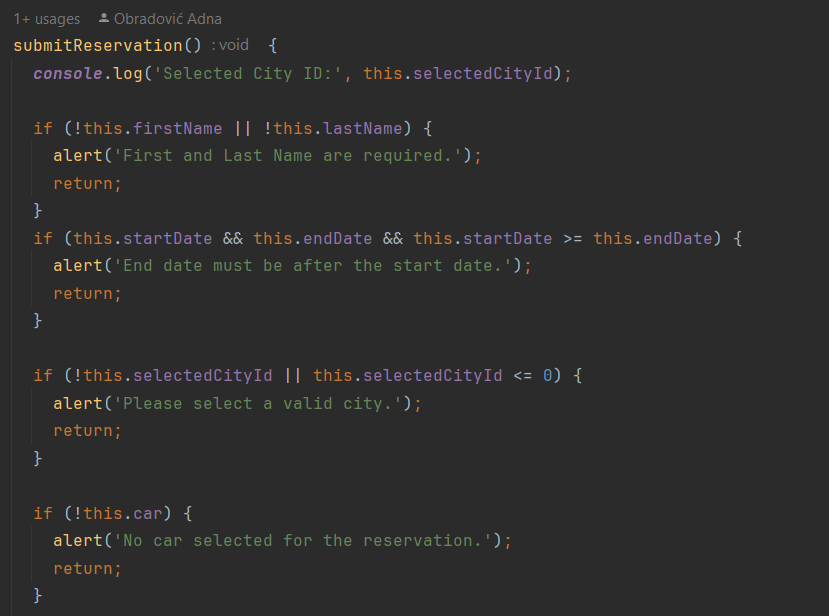 1+ usages Obradović Adna
submitReservation() : void {
console.log('Selected City ID:', this.selectedCityId);
if (!this.firstName || !this.lastName) {
alert('First and Last Name are required.');
return;
}
if (this.startDate && this.endDate && this.startDate >= this.endDate) {
alert('End date must be after the start date.');
return;
}
if (!this.selectedCityId || this.selectedCityId <= 0) {
alert('Please select a valid city.');
return;
}
if (!this.car) {
alert('No car selected for the reservation.');
return;
}